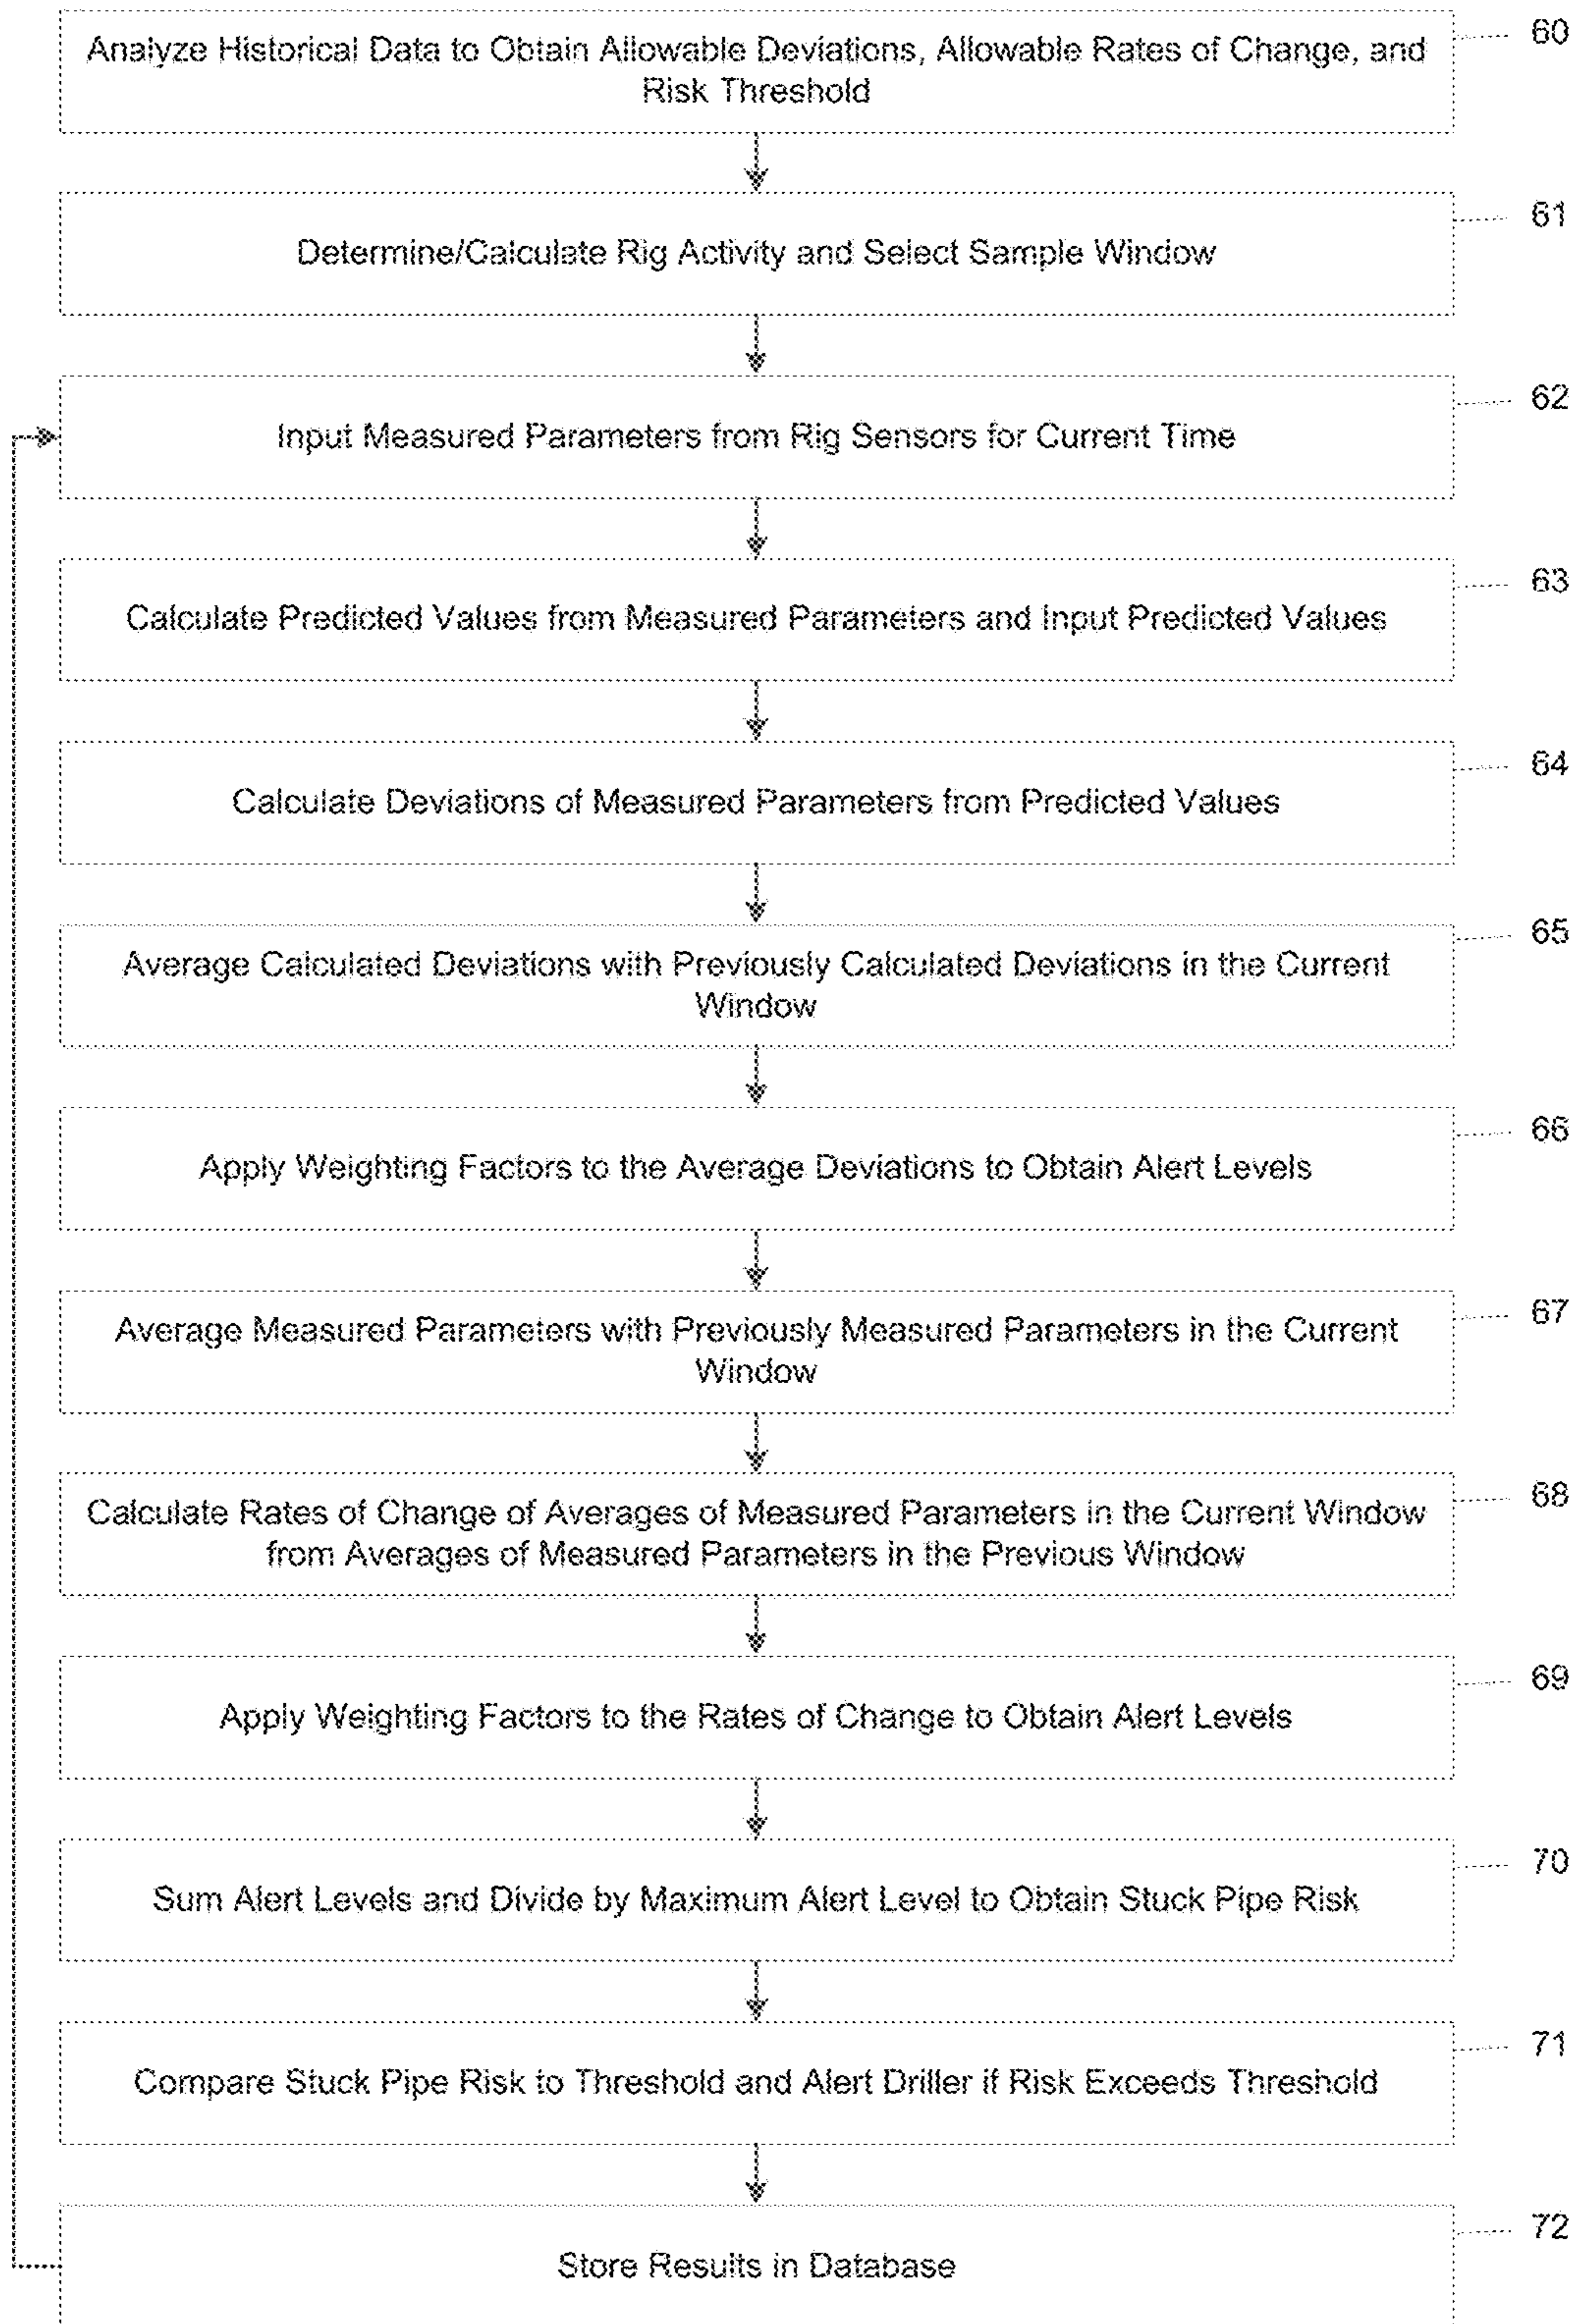 Analyze Historical Data to Obtain Allowable Deviations, Allowable Rates of Change, and
Risk Threshold
60
Determine/Calculate Rig Activity and Select Sample Window
61
Input Measured Parameters from Rig Sensors for Current Time
62
Calculate Predicted Values from Measured Parameters and Input Predicted Values
63
Calculate Deviations of Measured Parameters from Predicted Values
64
Average Calculated Deviations with Previously Calculated Deviations in the Current
Window
65
Apply Weighting Factors to the Average Deviations to Obtain Alert Levels
66
Average Measured Parameters with Previously Measured Parameters in the Current
Window
67
Calculate Rates of Change of Averages of Measured Parameters in the Current Window
from Averages of Measured Parameters in the Previous Window
68
Apply Weighting Factors to the Rates of Change to Obtain Alert Levels
69
Sum Alert Levels and Divide by Maximum Alert Level to Obtain Stuck Pipe Risk
70
Compare Stuck Pipe Risk to Threshold and Alert Driller if Risk Exceeds Threshold
71
Store Results in Database
72